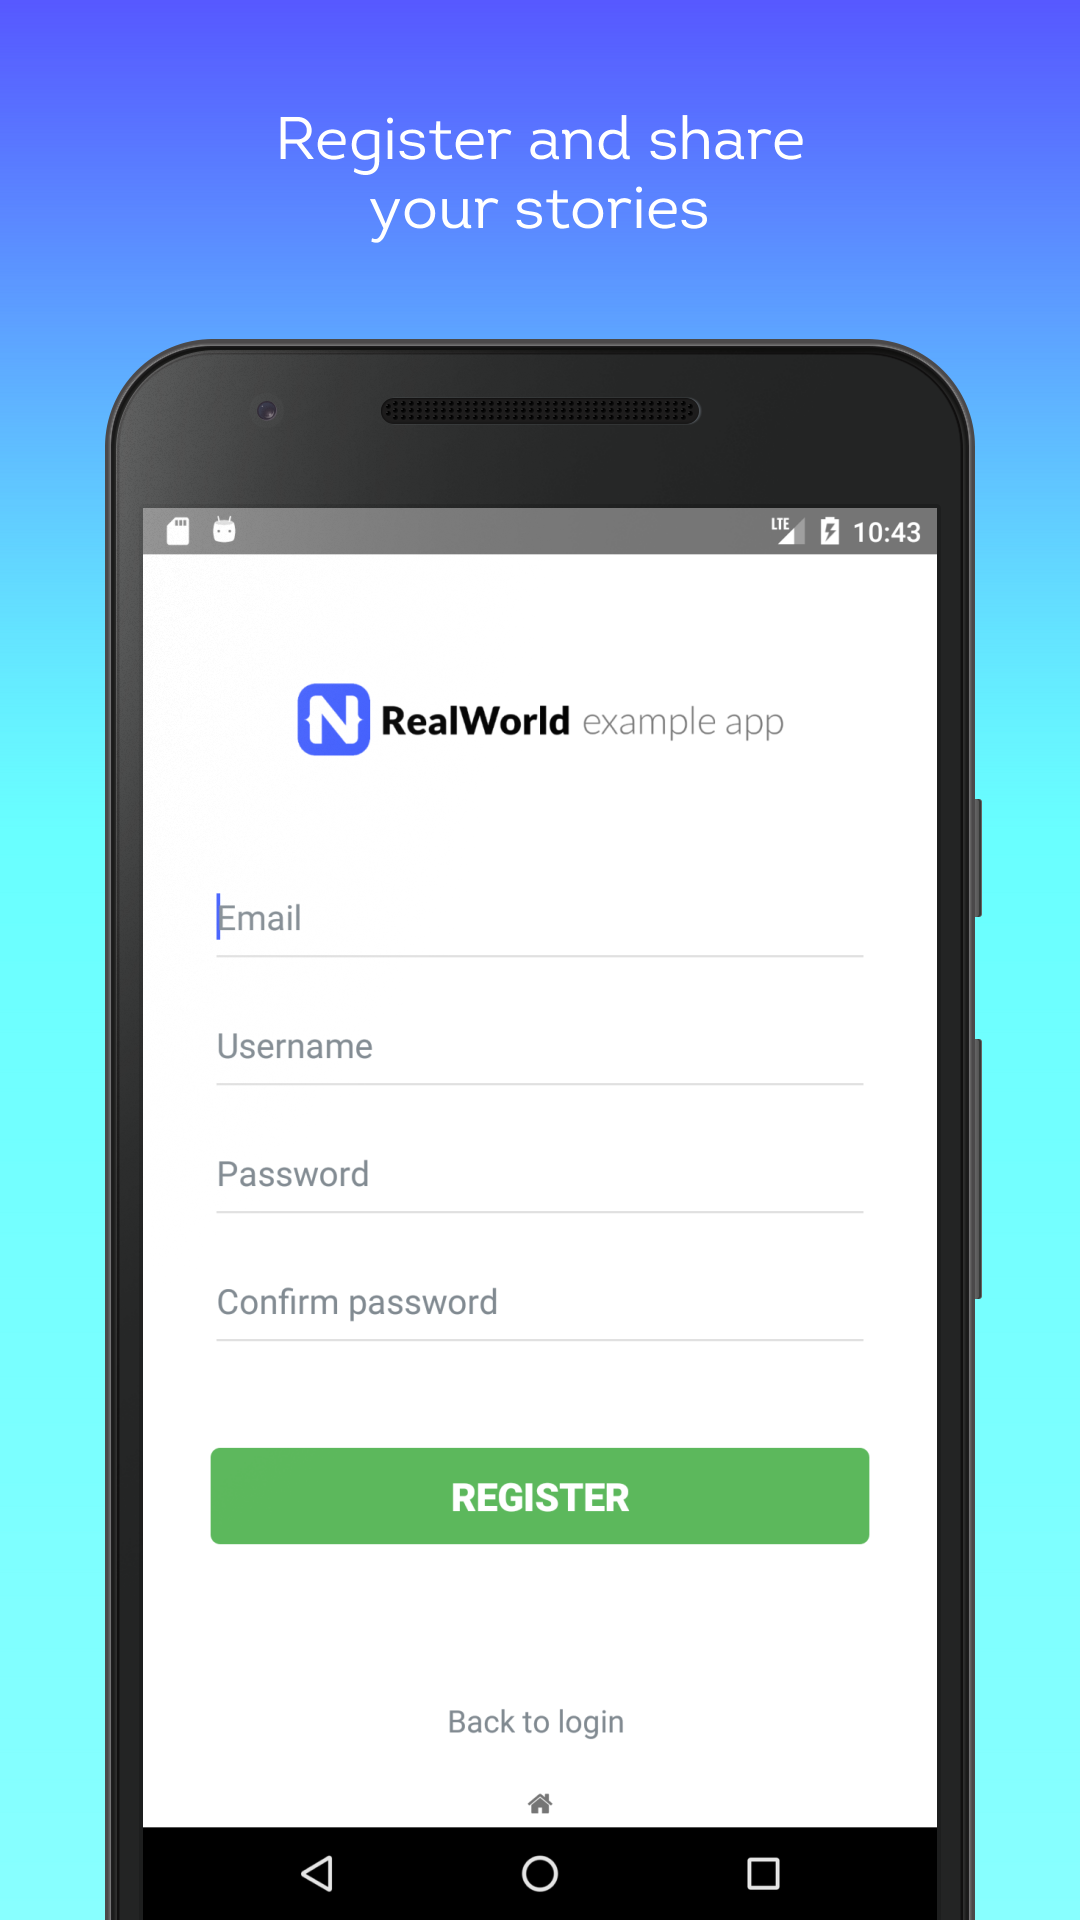 Register and share
your stories
LTE 10:43
N RealWorld example app
Email
Username
Password
Confirm password
REGISTER
Back to login